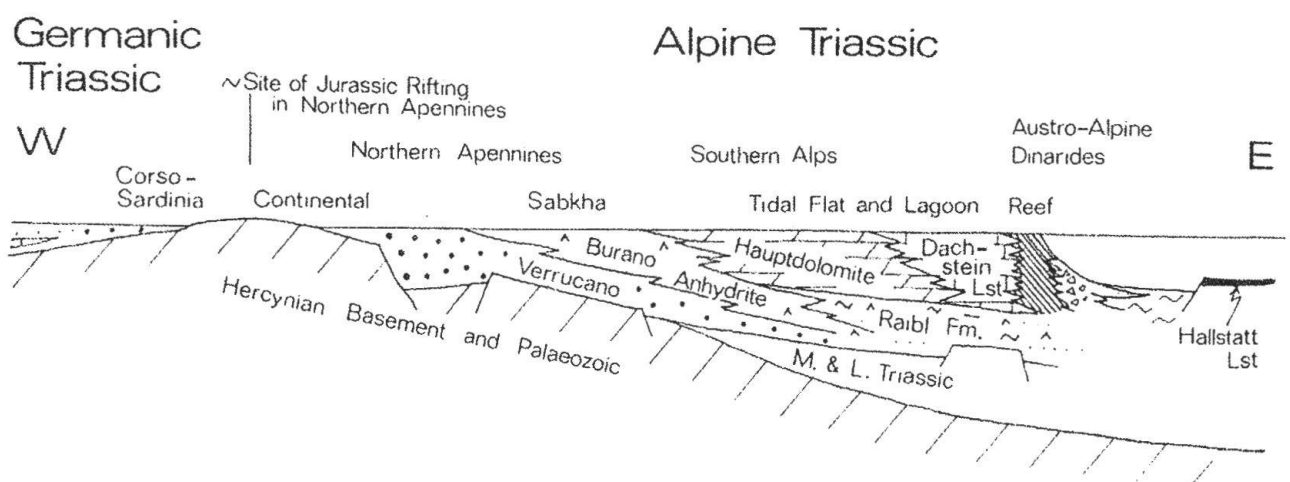 Germanic
Triassic
Alpine Triassic
~Site of Jurassic Rifting
in Northern Apennines
W
Northern Apennines
Southern Alps
Austro-Alpine
Dinarides
E
Corso-
Sardinia
Continental
Sabkha
Tidal Flat and Lagoon
Reef
Burano
Anhydrite
Hauptdolomite
Dach-
stein
Lst
Verrucano
Raibl Fm.
Hallstatt
Lst
Hercynian Basement and Palaeozoic
M. & L. Triassic